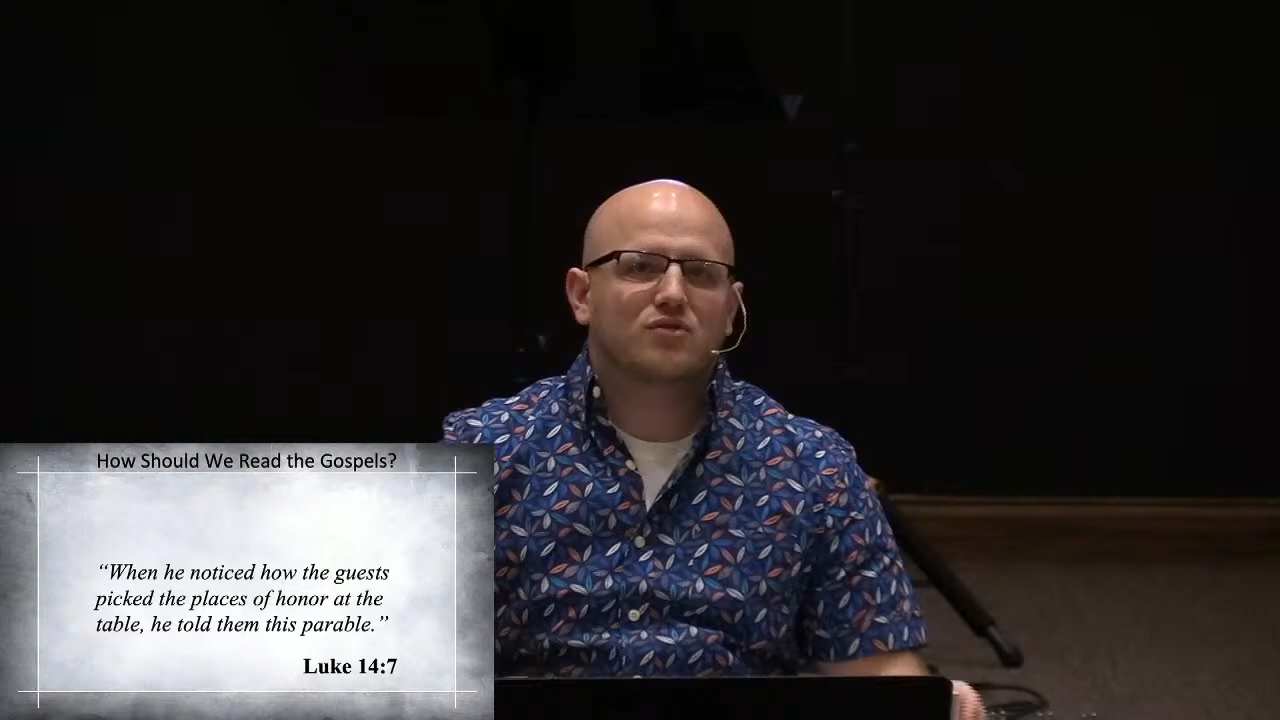 How Should We Read the Gospels?
“When he noticed how the guests
picked the places of honor at the
table, he told them this parable.”
Luke 14:7